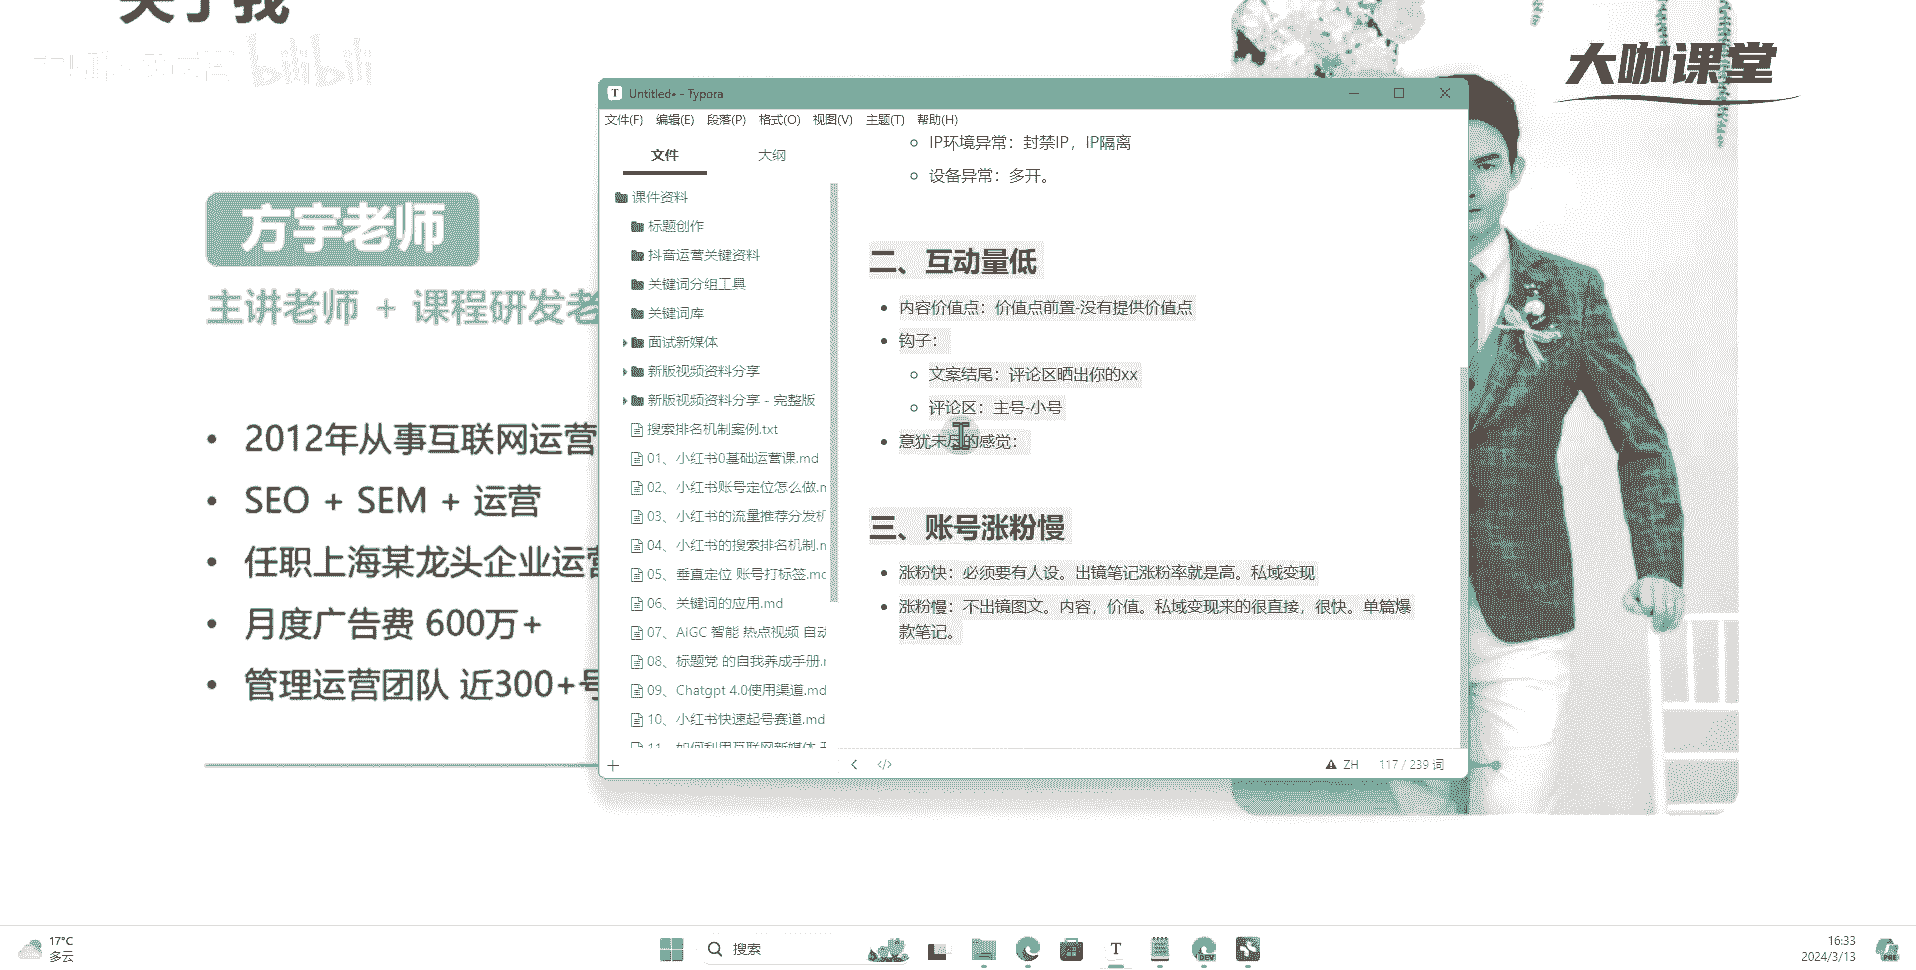 关于我
bilibili
大咖课堂
方宇老师
主讲老师 + 课程研发老
• 2012年从事互联网运营
• SEO + SEM + 运营
• 任职上海某龙头企业运营
• 月度广告费 600万+
• 管理运营团队 近300+号
Untitled• - Typora
文件(F) 编辑(E) 段落(P) 格式(O) 视图(V) 主题(T) 帮助(H)
文件 大纲
课件资料
标题创作
抖音运营关键资料
关键词分组工具
关键词库
面试新媒体
新版视频资料分享
新版视频资料分享 - 完整版
搜索排名机制案例.txt
01、小红书0基础运营课.md
02、小红书账号定位怎么做.m
03、小红书的流量推荐分发机
04、小红书的搜索排名机制.m
05、垂直定位 账号打标签.md
06、关键词的应用.md
07、AIGC 智能 热点视频 自动
08、标题党 的自我养成手册.m
09、Chatgpt 4.0使用渠道.md
10、小红书快速起号赛道.md
11、如何利用互联网新媒体
IP环境异常：封禁IP，IP隔离
设备异常：多开。
二、互动量低
• 内容价值点：价值点前置-没有提供价值点
• 钩子：
文案结尾：评论区晒出你的xx
评论区：主号-小号
• 意犹未尽的感觉：
三、账号涨粉慢
• 涨粉快：必须要有人设。出镜笔记涨粉率就是高。私域变现
• 涨粉慢：不出镜图文。内容，价值。私域变现来的很直接，很快。单篇爆
款笔记。
ZH 117 / 239 词
17°C
多云
搜索
16:33
2024/3/13